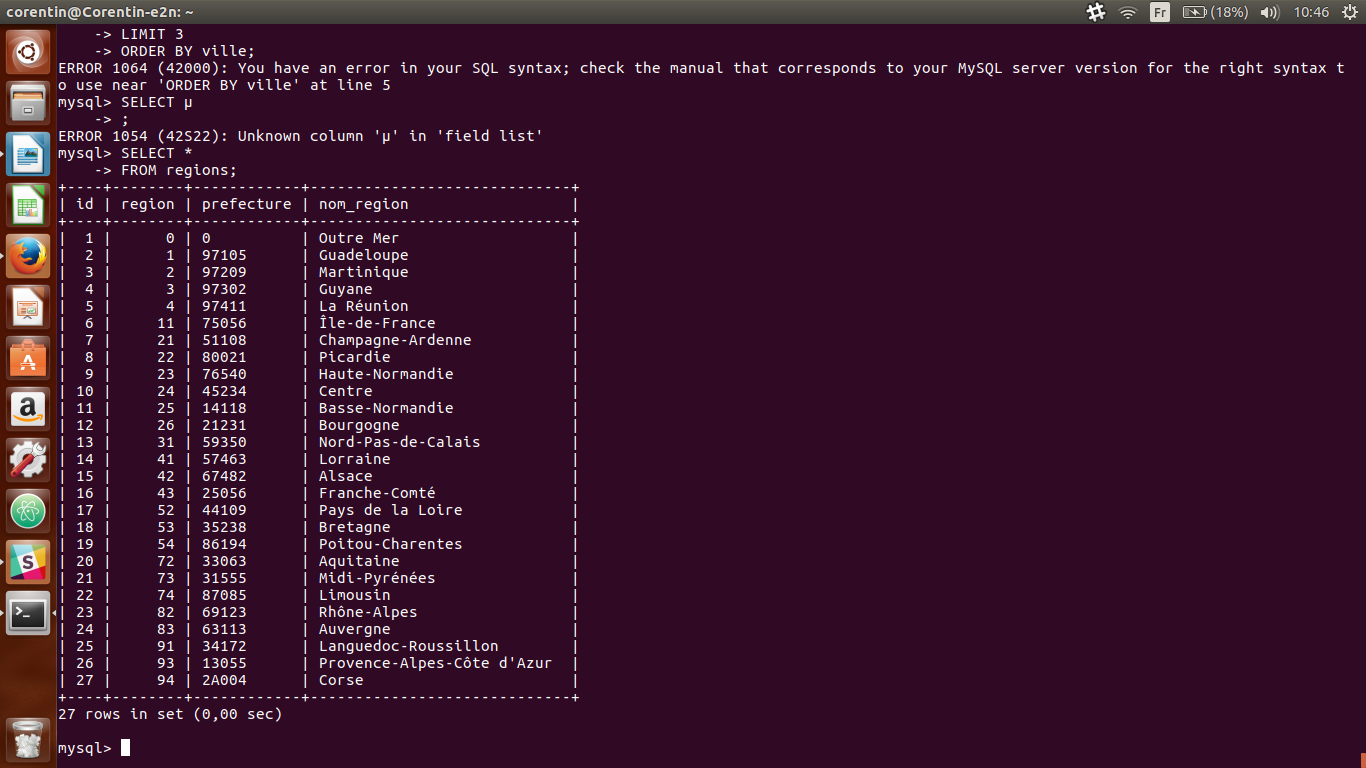 corentin@Corentin-e2n: ~ Fr (18%) 10:46
    -> LIMIT 3
    -> ORDER BY ville;
ERROR 1064 (42000): You have an error in your SQL syntax; check the manual that corresponds to your MySQL server version for the right syntax t
o use near 'ORDER BY ville' at line 5
mysql> SELECT µ
    -> ;
ERROR 1054 (42S22): Unknown column 'µ' in 'field list'
mysql> SELECT *
    -> FROM regions;
+----+--------+------------+-----------------------------+
| id | region | prefecture | nom_region                  |
+----+--------+------------+-----------------------------+
|  1 |      0 | 0          | Outre Mer                   |
|  2 |      1 | 97105      | Guadeloupe                  |
|  3 |      2 | 97209      | Martinique                  |
|  4 |      3 | 97302      | Guyane                      |
|  5 |      4 | 97411      | La Réunion                  |
|  6 |     11 | 75056      | Île-de-France               |
|  7 |     21 | 51108      | Champagne-Ardenne           |
|  8 |     22 | 80021      | Picardie                    |
|  9 |     23 | 76540      | Haute-Normandie             |
| 10 |     24 | 45234      | Centre                      |
| 11 |     25 | 14118      | Basse-Normandie             |
| 12 |     26 | 21231      | Bourgogne                   |
| 13 |     31 | 59350      | Nord-Pas-de-Calais          |
| 14 |     41 | 57463      | Lorraine                    |
| 15 |     42 | 67482      | Alsace                      |
| 16 |     43 | 25056      | Franche-Comté               |
| 17 |     52 | 44109      | Pays de la Loire            |
| 18 |     53 | 35238      | Bretagne                    |
| 19 |     54 | 86194      | Poitou-Charentes            |
| 20 |     72 | 33063      | Aquitaine                   |
| 21 |     73 | 31555      | Midi-Pyrénées               |
| 22 |     74 | 87085      | Limousin                    |
| 23 |     82 | 69123      | Rhône-Alpes                 |
| 24 |     83 | 63113      | Auvergne                    |
| 25 |     91 | 34172      | Languedoc-Roussillon        |
| 26 |     93 | 13055      | Provence-Alpes-Côte d'Azur  |
| 27 |     94 | 2A004      | Corse                       |
+----+--------+------------+-----------------------------+
27 rows in set (0,00 sec)
mysql>